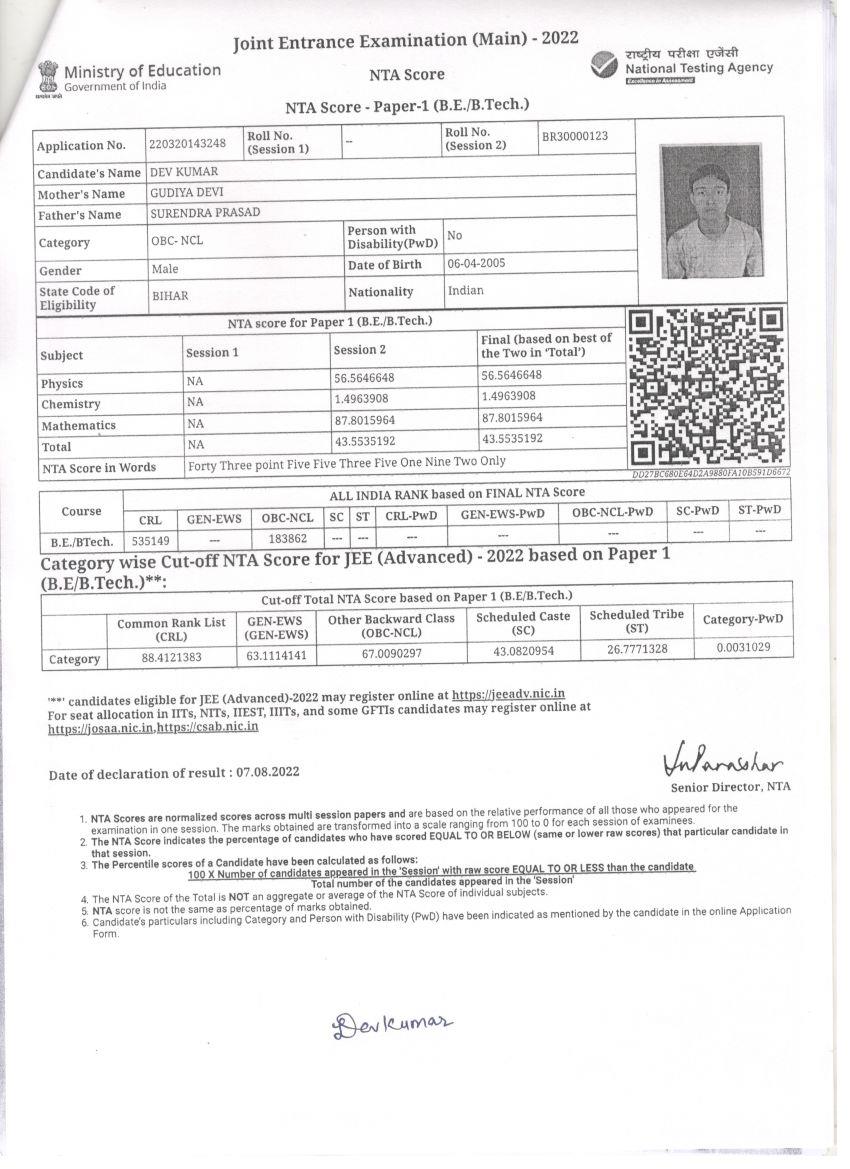 Joint Entrance Examination (Main) - 2022
Ministry of Education
Government of India
सत्यमेव जयते
NTA Score
राष्ट्रीय परीक्षा एजेंसी
National Testing Agency
Excellence in Assessment
NTA Score - Paper-1 (B.E./B.Tech.)
Application No. 220320143248 Roll No. (Session 1) -- Roll No. (Session 2) BR30000123
Candidate's Name DEV KUMAR
Mother's Name GUDIYA DEVI
Father's Name SURENDRA PRASAD
Category OBC- NCL Person with Disability(PwD) No
Gender Male Date of Birth 06-04-2005
State Code of Eligibility BIHAR Nationality Indian
NTA score for Paper 1 (B.E./B.Tech.)
Subject Session 1 Session 2 Final (based on best of the Two in 'Total')
Physics NA 56.5646648 56.5646648
Chemistry NA 1.4963908 1.4963908
Mathematics NA 87.8015964 87.8015964
Total NA 43.5535192 43.5535192
NTA Score in Words Forty Three point Five Five Three Five One Nine Two Only
DD27BC680E64D2A9880FA10B591D6672
ALL INDIA RANK based on FINAL NTA Score
Course CRL GEN-EWS OBC-NCL SC ST CRL-PwD GEN-EWS-PwD OBC-NCL-PwD SC-PwD ST-PwD
B.E./BTech. 535149 --- 183862 --- --- --- --- --- --- ---
Category wise Cut-off NTA Score for JEE (Advanced) - 2022 based on Paper 1
(B.E/B.Tech.)**:
Cut-off Total NTA Score based on Paper 1 (B.E/B.Tech.)
Common Rank List (CRL) GEN-EWS (GEN-EWS) Other Backward Class (OBC-NCL) Scheduled Caste (SC) Scheduled Tribe (ST) Category-PwD
Category 88.4121383 63.1114141 67.0090297 43.0820954 26.7771328 0.0031029
'**' candidates eligible for JEE (Advanced)-2022 may register online at https://jeeadv.nic.in
For seat allocation in IITs, NITs, IIEST, IIITs, and some GFTIs candidates may register online at
https://josaa.nic.in,https://csab.nic.in
Date of declaration of result : 07.08.2022
Senior Director, NTA
1. NTA Scores are normalized scores across multi session papers and are based on the relative performance of all those who appeared for the
examination in one session. The marks obtained are transformed into a scale ranging from 100 to 0 for each session of examinees.
2. The NTA Score indicates the percentage of candidates who have scored EQUAL TO OR BELOW (same or lower raw scores) that particular candidate in
that session.
3. The Percentile scores of a Candidate have been calculated as follows:
100 X Number of candidates appeared in the 'Session' with raw score EQUAL TO OR LESS than the candidate
Total number of the candidates appeared in the 'Session'
4. The NTA Score of the Total is NOT an aggregate or average of the NTA Score of individual subjects.
5. NTA score is not the same as percentage of marks obtained.
6. Candidate's particulars including Category and Person with Disability (PwD) have been indicated as mentioned by the candidate in the online Application
Form.
Dev kumar